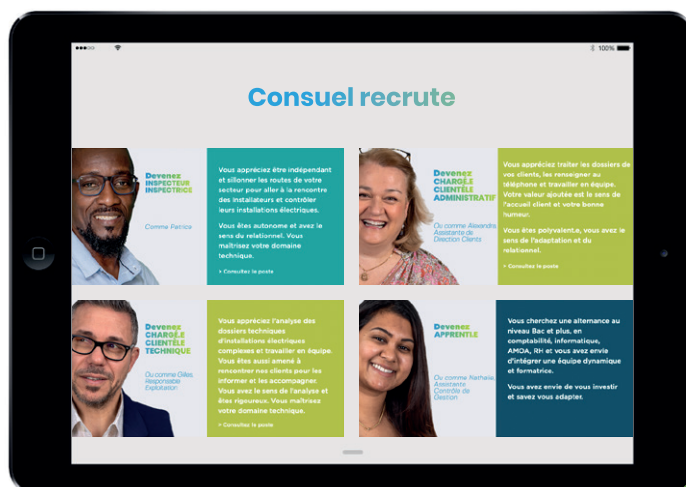 100%
Consuel recrute
Devenez
INSPECTEUR
INSPECTRICE
Comme Patrice
Vous appréciez être indépendant
et sillonner les routes de votre
secteur pour aller à la rencontre
des installateurs et contrôler
leurs installations électriques.
Vous êtes autonome et avez le
sens du relationnel. Vous
maîtrisez votre domaine
technique.
> Consultez le poste
Devenez
CHARGÉ.E
CLIENTÈLE
ADMINISTRATIF
Ou comme Alexandra,
Assistante de
Direction Clients
Vous appréciez traiter les dossiers de
vos clients, les renseigner au
téléphone et travailler en équipe.
Votre valeur ajoutée est le sens de
l'accueil client et votre bonne
humeur.
Vous êtes polyvalente, vous avez le
sens de l'adaptation et du
relationnel.
> Consultez le poste
Devenez
CHARGÉ.E
CLIENTÈLE
TECHNIQUE
Ou comme Gilles,
Responsable
Exploitation
Vous appréciez l'analyse des
dossiers techniques
d'installations électriques
complexes et travailler en équipe.
Vous êtes aussi amené à
rencontrer nos clients pour les
informer et les accompagner.
Vous avez le sens de l'analyse et
êtes rigoureux. Vous maîtrisez
votre domaine technique.
> Consultez le poste
Devenez
APPRENTI.E
Ou comme Nathalie,
Assistante
Contrôle de
Gestion
Vous cherchez une alternance au
niveau Bac et plus, en
comptabilité, informatique,
AMOA, RH et vous avez envie
d'intégrer une équipe dynamique
et formatrice.
Vous avez envie de vous investir
et savez vous adapter.